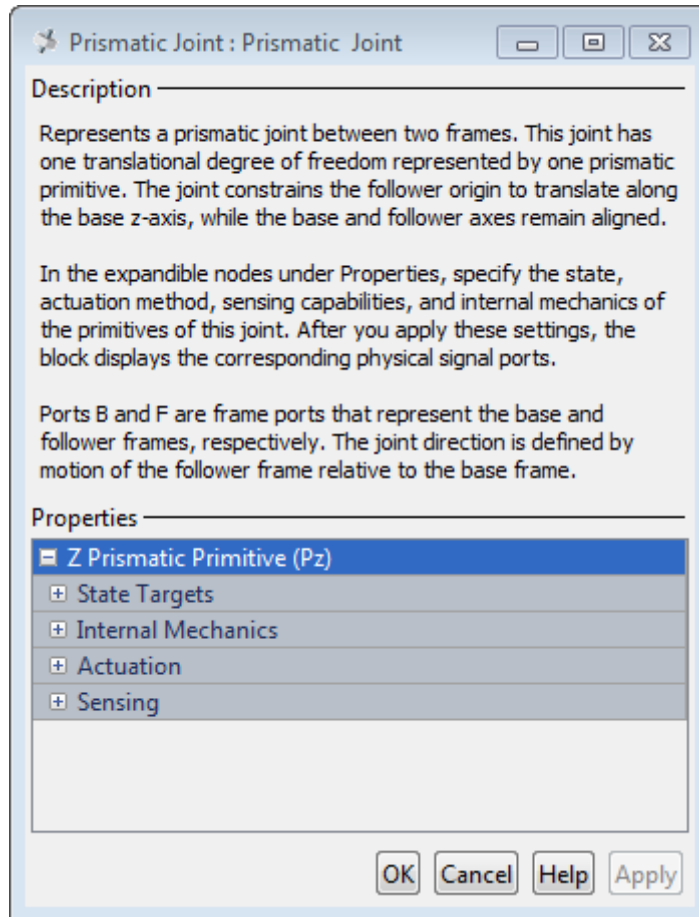 Prismatic Joint : Prismatic  Joint
Description
Represents a prismatic joint between two frames. This joint has
one translational degree of freedom represented by one prismatic
primitive. The joint constrains the follower origin to translate along
the base z-axis, while the base and follower axes remain aligned.
In the expandible nodes under Properties, specify the state,
actuation method, sensing capabilities, and internal mechanics of
the primitives of this joint. After you apply these settings, the
block displays the corresponding physical signal ports.
Ports B and F are frame ports that represent the base and
follower frames, respectively. The joint direction is defined by
motion of the follower frame relative to the base frame.
Properties
Z Prismatic Primitive (Pz)
State Targets
Internal Mechanics
Actuation
Sensing
OK Cancel Help Apply